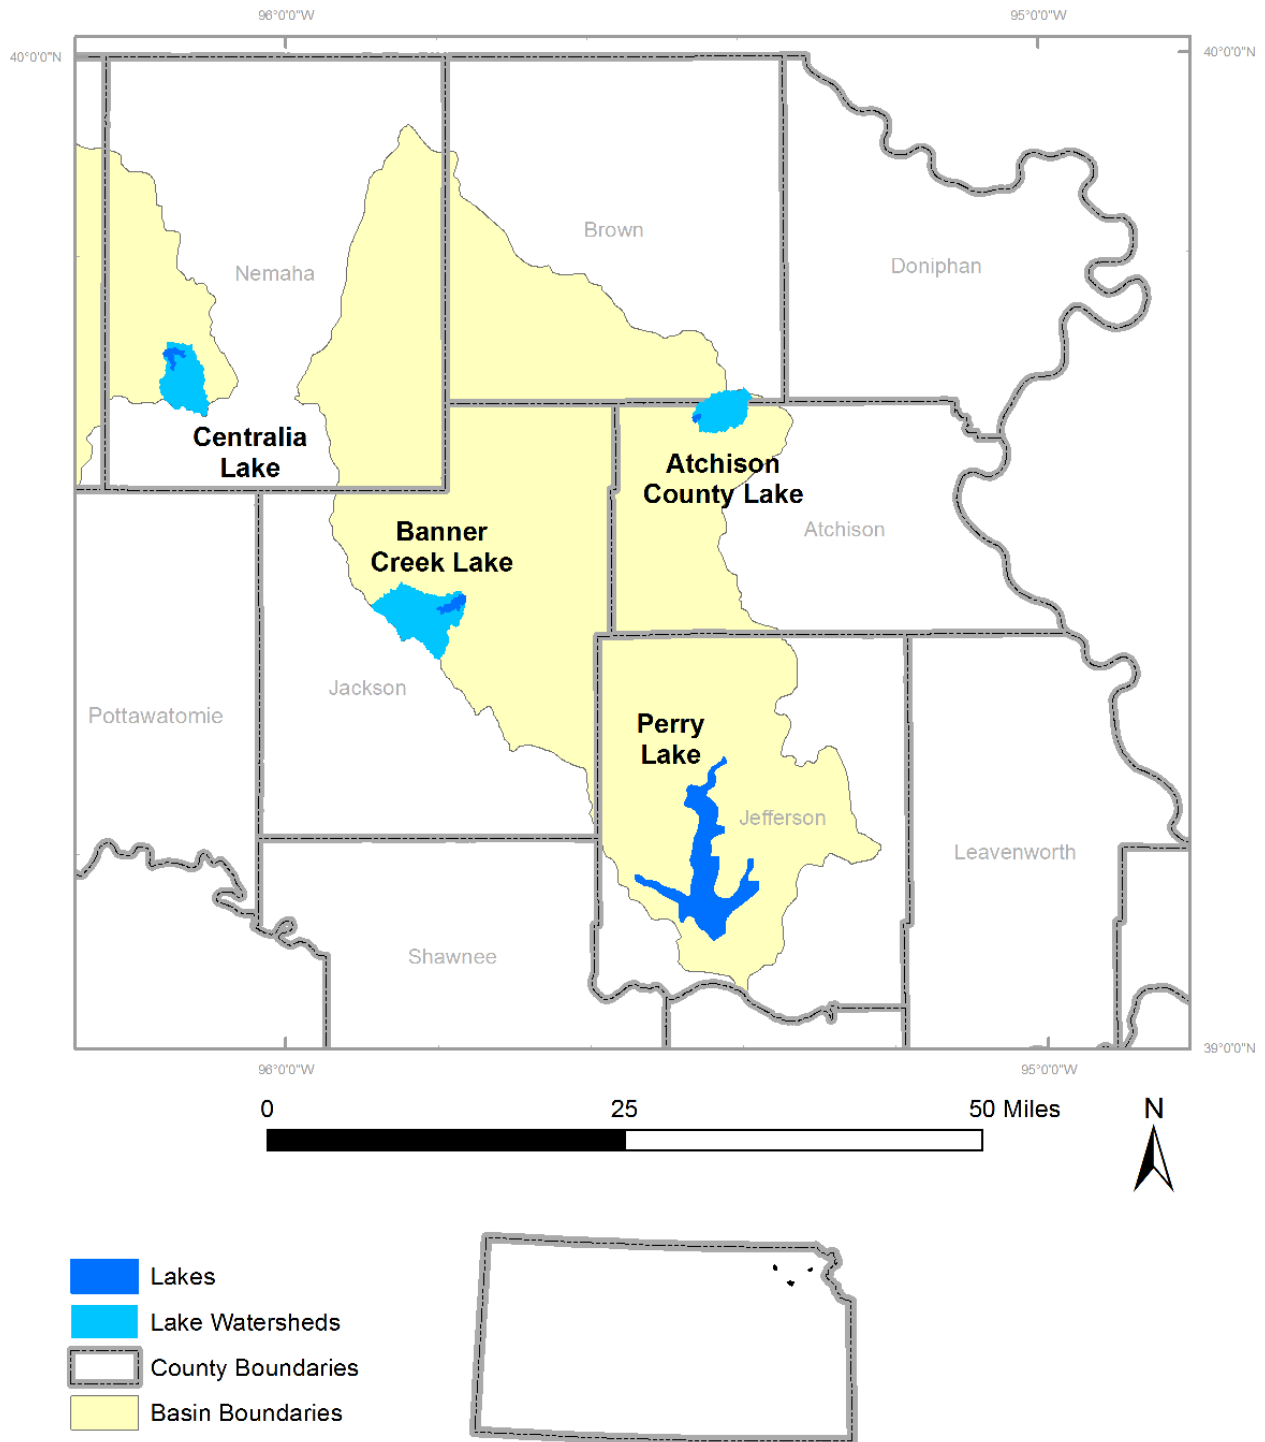 96°0'0"W
95°0'0"W
40°0'0"N
40°0'0"N
Brown
Doniphan
Nemaha
Centralia
Lake
Atchison
County Lake
Atchison
Banner
Creek Lake
Jackson
Pottawatomie
Perry
Lake
Jefferson
Leavenworth
Shawnee
39°0'0"N
96°0'0"W
95°0'0"W
0
25
50 Miles
N
Lakes
Lake Watersheds
County Boundaries
Basin Boundaries